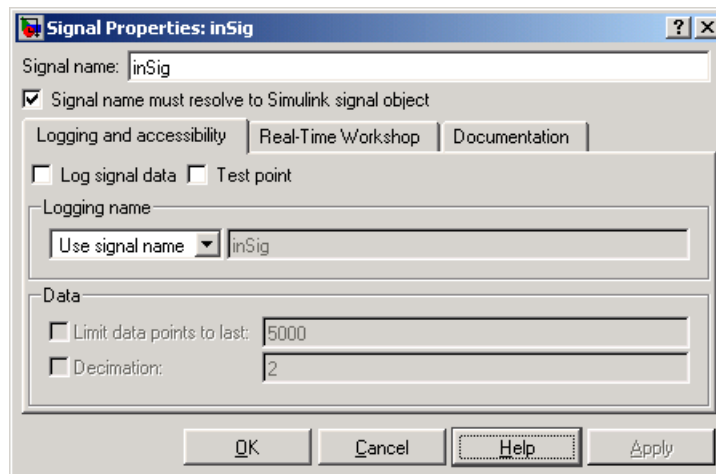 Signal Properties: inSig
Signal name: inSig
Signal name must resolve to Simulink signal object
Logging and accessibility Real-Time Workshop Documentation
Log signal data Test point
Logging name
Use signal name inSig
Data
Limit data points to last: 5000
Decimation: 2
OK Cancel Help Apply